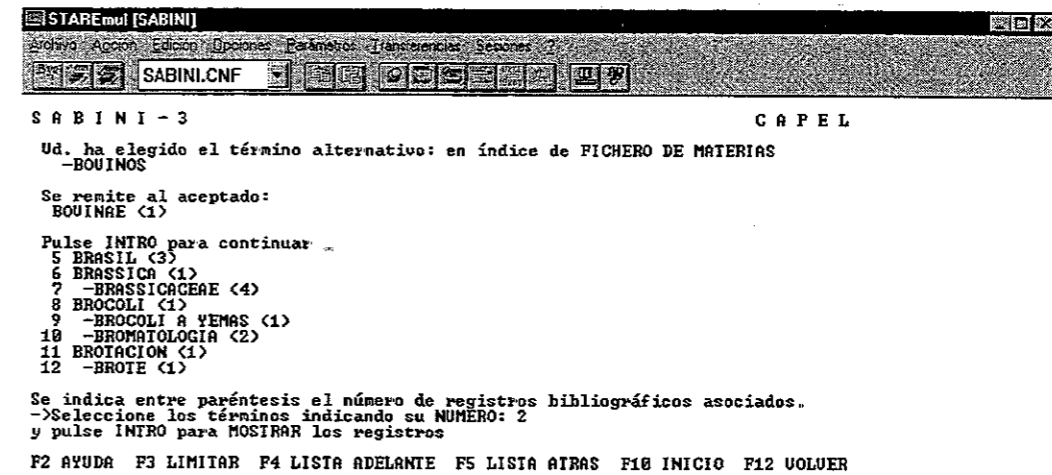 STAREmul [SABINI]
Archivo Accion Edicion Opciones Parámetros Transferencias Sesiones ?
SABINI.CNF
S A B I N I - 3 C A P E L
Ud. ha elegido el término alternativo: en índice de FICHERO DE MATERIAS
-BOVINOS
Se remite al aceptado:
BOVINAE <1>
Pulse INTRO para continuar _
5 BRASIL <3>
6 BRASSICA <1>
7 -BRASSICACEAE <4>
8 BROCOLI <1>
9 -BROCOLI A YEMAS <1>
10 -BROMATOLOGIA <2>
11 BROTACION <1>
12 -BROTE <1>
Se indica entre paréntesis el número de registros bibliográficos asociados.
->Seleccione los términos indicando su NUMERO: 2
y pulse INTRO para MOSTRAR los registros
F2 AYUDA F3 LIMITAR F4 LISTA ADELANTE F5 LISTA ATRAS F10 INICIO F12 VOLVER